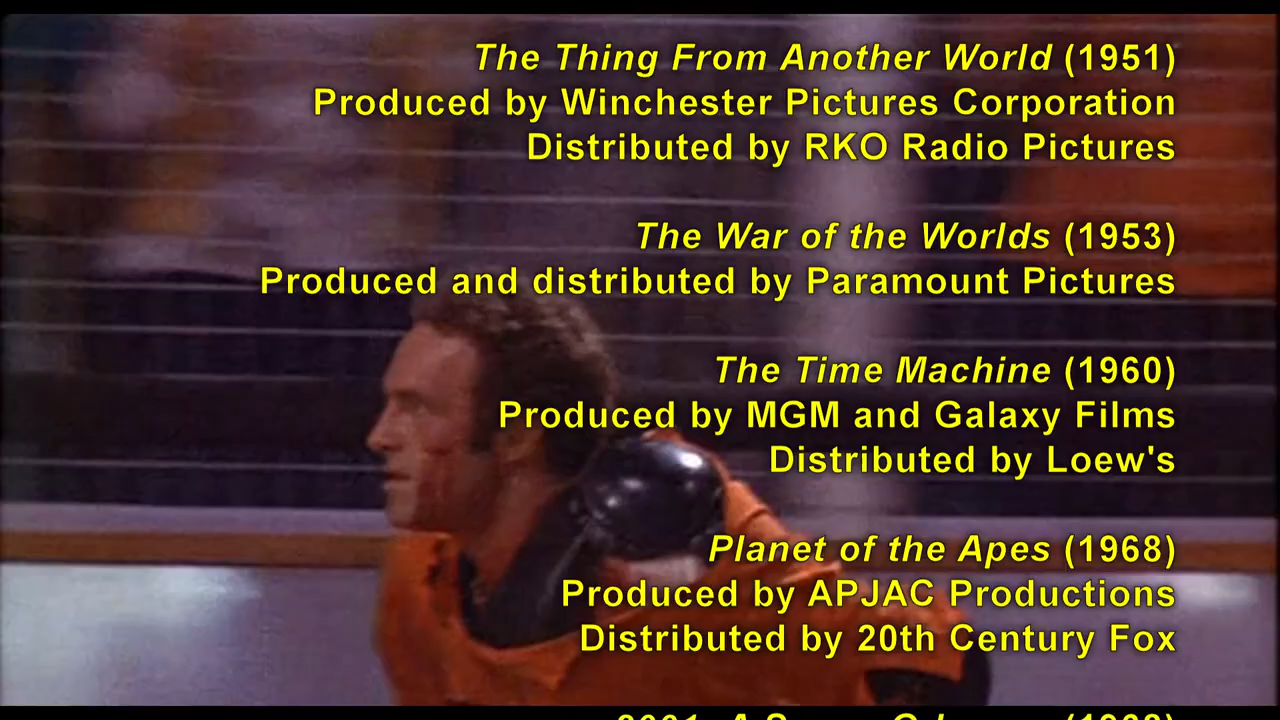 The Thing From Another World (1951)
Produced by Winchester Pictures Corporation
Distributed by RKO Radio Pictures
The War of the Worlds (1953)
Produced and distributed by Paramount Pictures
The Time Machine (1960)
Produced by MGM and Galaxy Films
Distributed by Loew's
Planet of the Apes (1968)
Produced by APJAC Productions
Distributed by 20th Century Fox